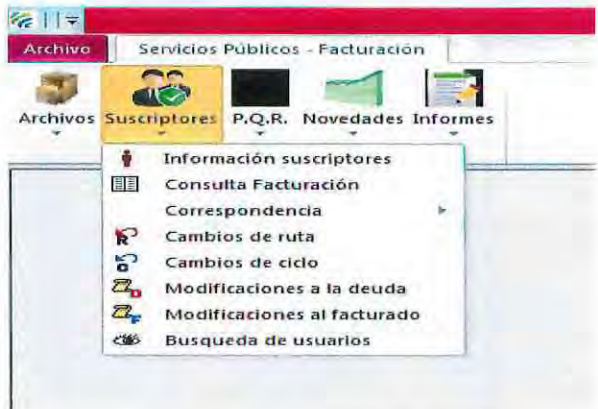 Archivo Servicios Públicos - Facturación
Archivos Suscriptores P.Q.R. Novedades Informes
Información suscriptores
Consulta Facturación
Correspondencia
Cambios de ruta
Cambios de ciclo
Modificaciones a la deuda
Modificaciones al facturado
Busqueda de usuarios